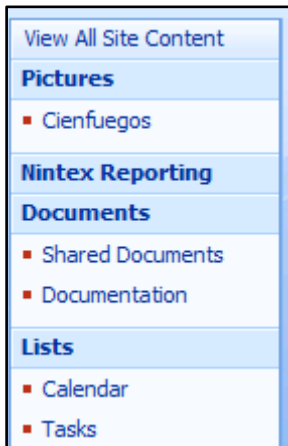 View All Site Content
Pictures
Cienfuegos
Nintex Reporting
Documents
Shared Documents
Documentation
Lists
Calendar
Tasks